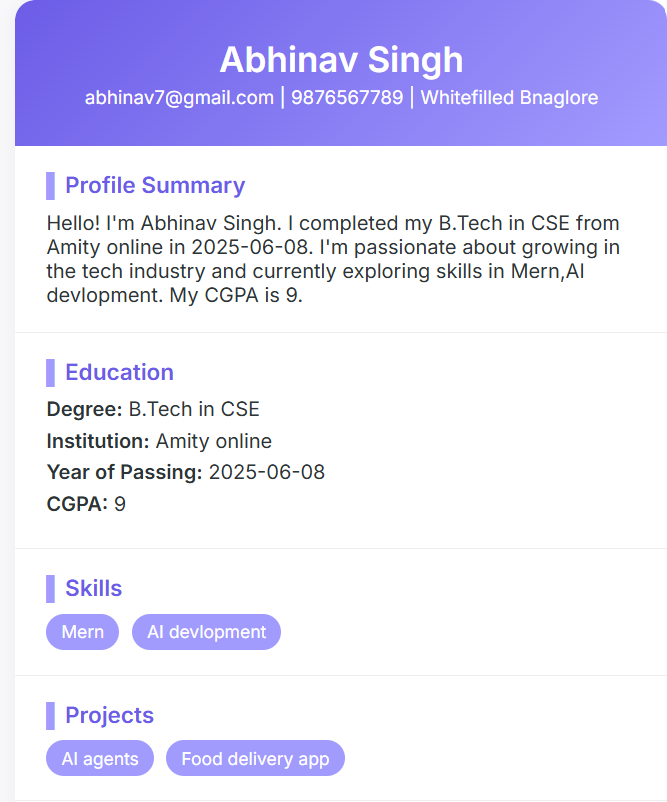 Abhinav Singh
abhinav7@gmail.com | 9876567789 | Whitefilled Bnaglore
Profile Summary
Hello! I'm Abhinav Singh. I completed my B.Tech in CSE from
Amity online in 2025-06-08. I'm passionate about growing in
the tech industry and currently exploring skills in Mern,AI
devlopment. My CGPA is 9.
Education
Degree: B.Tech in CSE
Institution: Amity online
Year of Passing: 2025-06-08
CGPA: 9
Skills
Mern AI devlopment
Projects
AI agents Food delivery app